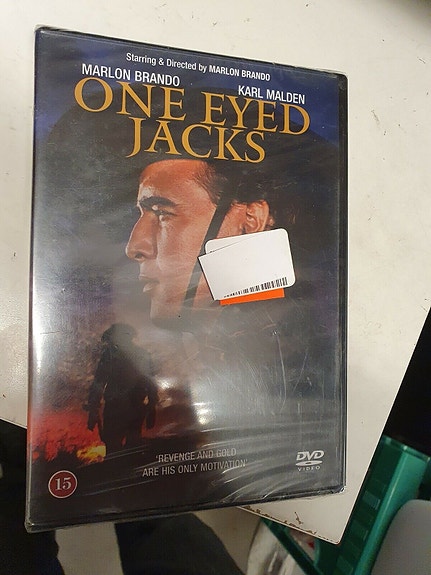 Starring & Directed by MARLON BRANDO
MARLON BRANDO
KARL MALDEN
ONE EYED
JACKS
'REVENGE AND GOLD
ARE HIS ONLY MOTIVATION'
DVD
VIDEO
15